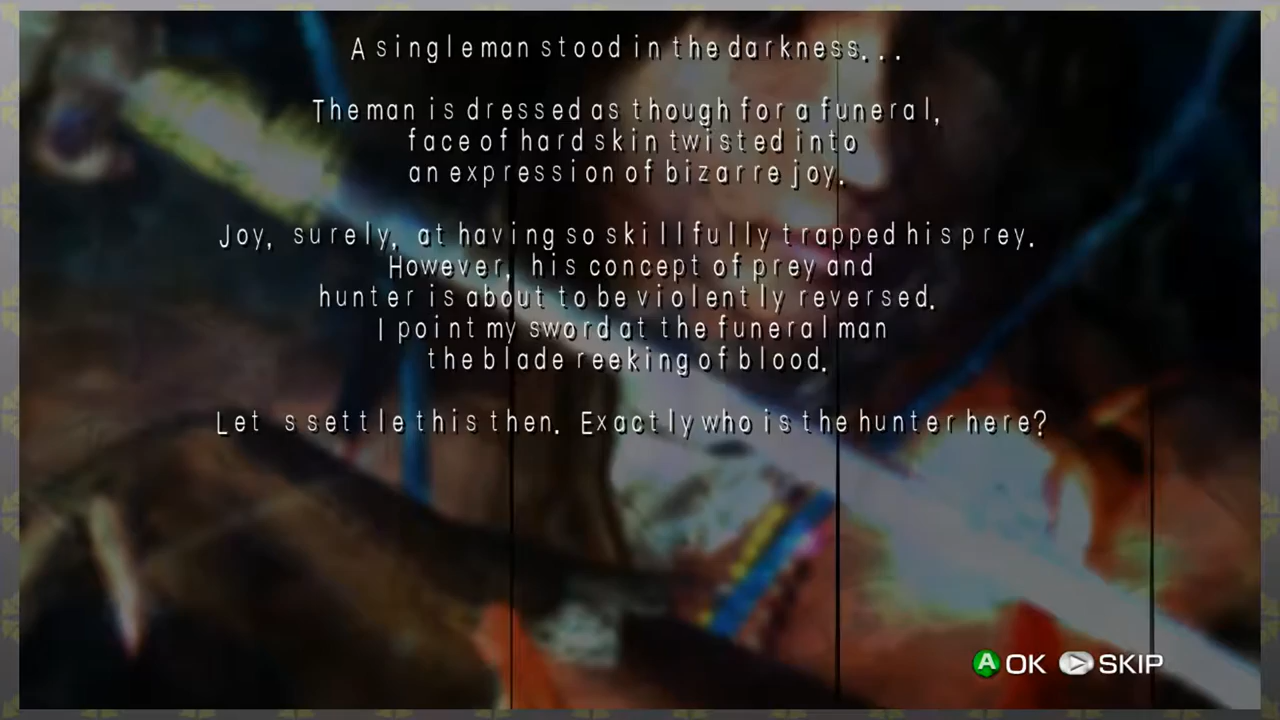 A single man stood in the darkness...
The man is dressed as though for a funeral,
face of hard skin twisted into
an expression of bizarre joy.
Joy, surely, at having so skillfully trapped his prey.
However, his concept of prey and
hunter is about to be violently reversed.
I point my sword at the funeral man
the blade reeking of blood.
Let s settle this then. Exactly who is the hunter here?
A OK SKIP